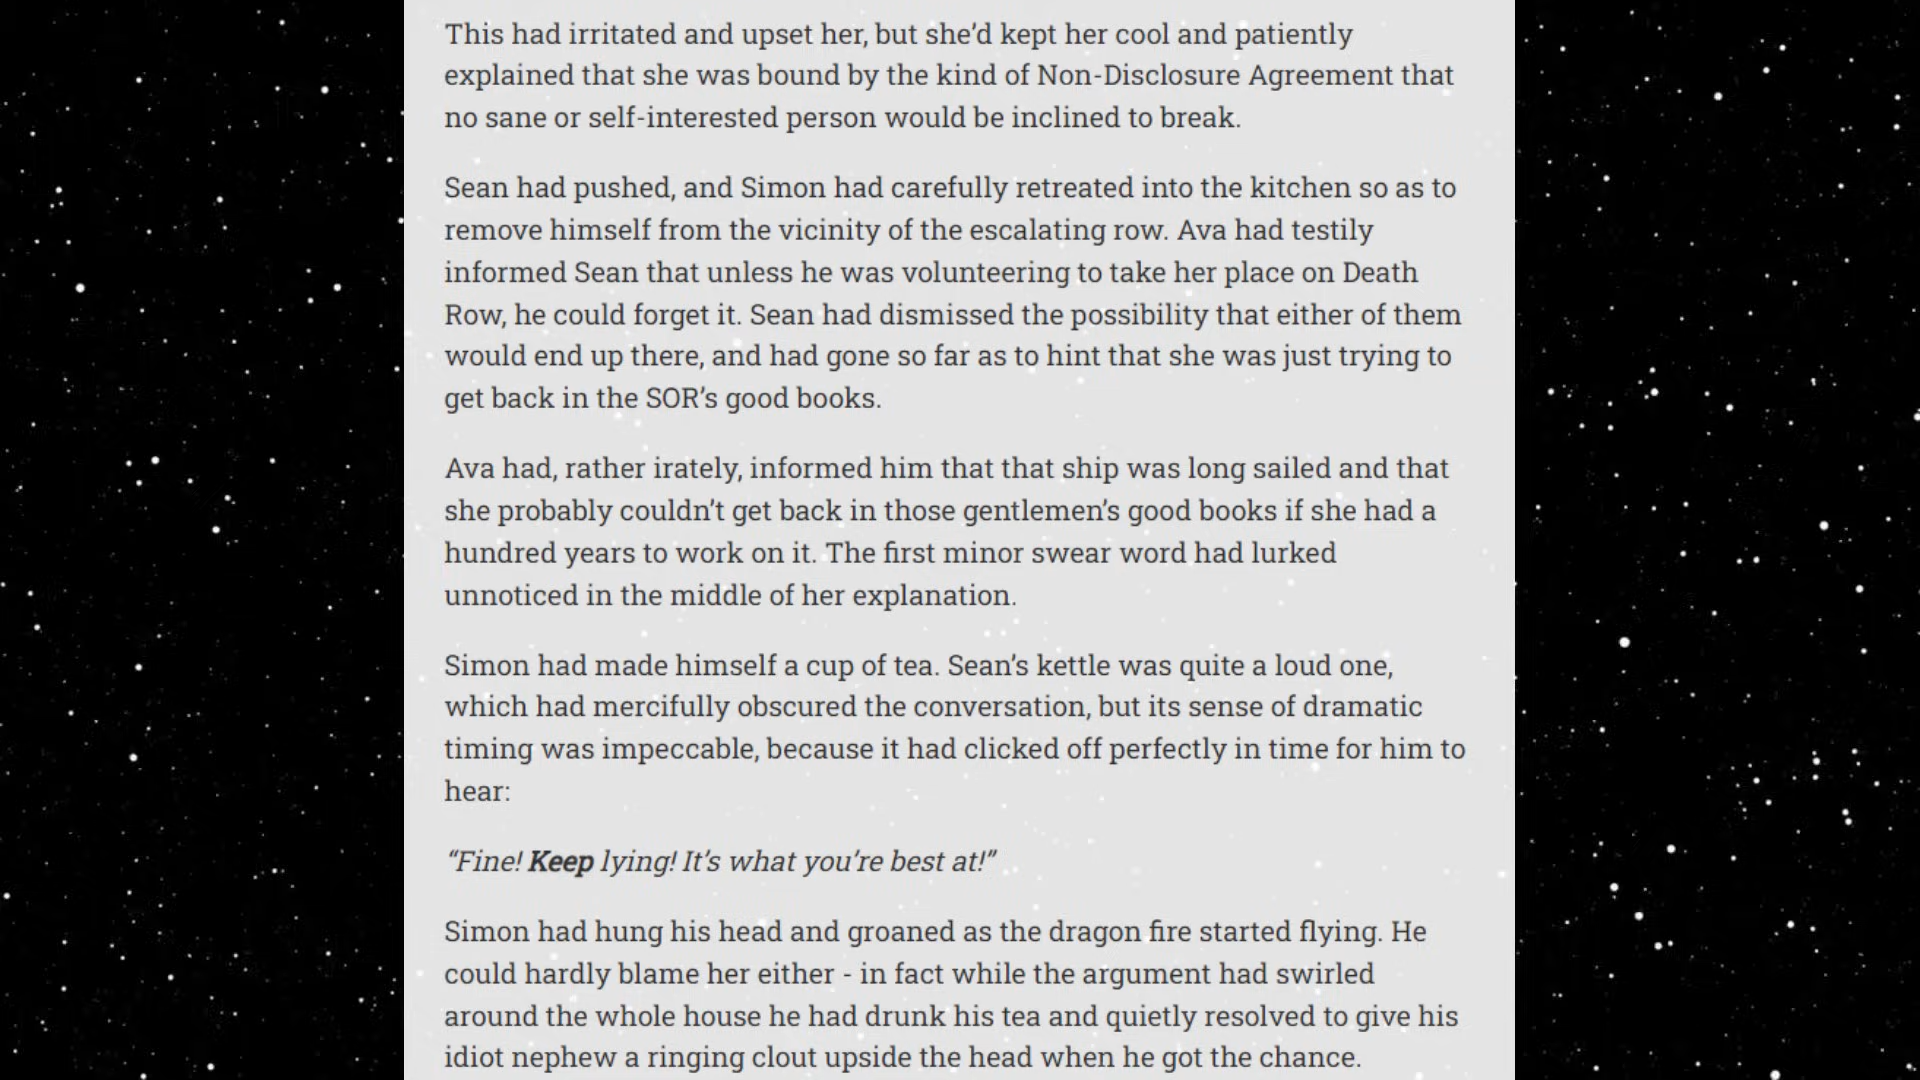 This had irritated and upset her, but she’d kept her cool and patiently
explained that she was bound by the kind of Non-Disclosure Agreement that
no sane or self-interested person would be inclined to break.
Sean had pushed, and Simon had carefully retreated into the kitchen so as to
remove himself from the vicinity of the escalating row. Ava had testily
informed Sean that unless he was volunteering to take her place on Death
Row, he could forget it. Sean had dismissed the possibility that either of them
would end up there, and had gone so far as to hint that she was just trying to
get back in the SOR’s good books.
Ava had, rather irately, informed him that that ship was long sailed and that
she probably couldn’t get back in those gentlemen’s good books if she had a
hundred years to work on it. The first minor swear word had lurked
unnoticed in the middle of her explanation.
Simon had made himself a cup of tea. Sean’s kettle was quite a loud one,
which had mercifully obscured the conversation, but its sense of dramatic
timing was impeccable, because it had clicked off perfectly in time for him to
hear:
“Fine! Keep lying! It’s what you’re best at!”
Simon had hung his head and groaned as the dragon fire started flying. He
could hardly blame her either - in fact while the argument had swirled
around the whole house he had drunk his tea and quietly resolved to give his
idiot nephew a ringing clout upside the head when he got the chance.